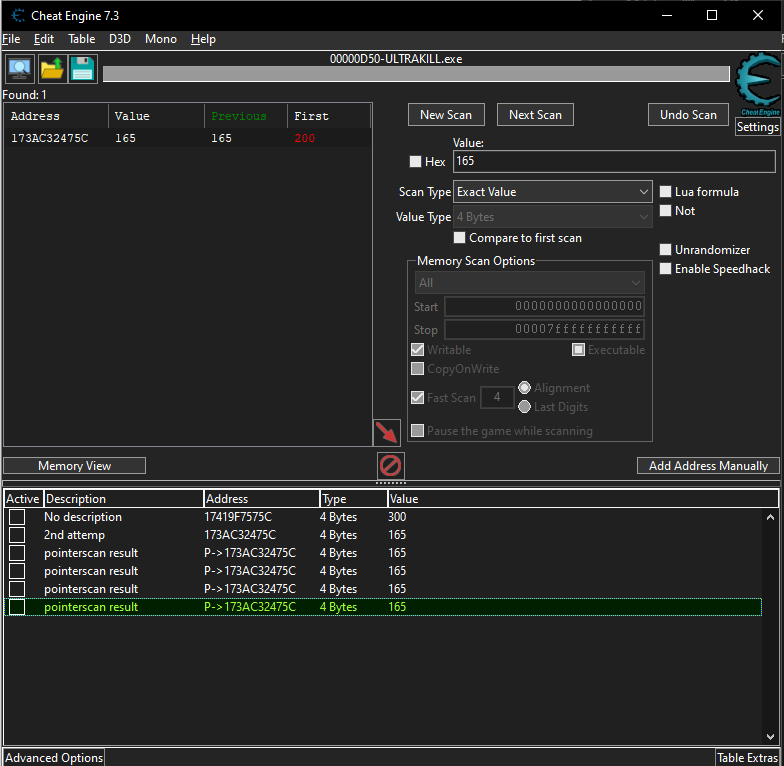 Cheat Engine 7.3
File Edit Table D3D Mono Help
00000D50-ULTRAKILL.exe
Found: 1
Address Value Previous First
173AC32475C 165 165 200
New Scan Next Scan Undo Scan
Cheat Engine
Settings
Value:
Hex 165
Scan Type Exact Value Lua formula
Value Type 4 Bytes Not
Compare to first scan
Unrandomizer
Memory Scan Options
Enable Speedhack
All
Start 0000000000000000
Stop 00007fffffffffff
Writable Executable
CopyOnWrite
Fast Scan 4 Alignment
Last Digits
Pause the game while scanning
Memory View Add Address Manually
Active Description Address Type Value
No description 17419F7575C 4 Bytes 300
2nd attemp 173AC32475C 4 Bytes 165
pointerscan result P->173AC32475C 4 Bytes 165
pointerscan result P->173AC32475C 4 Bytes 165
pointerscan result P->173AC32475C 4 Bytes 165
pointerscan result P->173AC32475C 4 Bytes 165
Advanced Options Table Extras